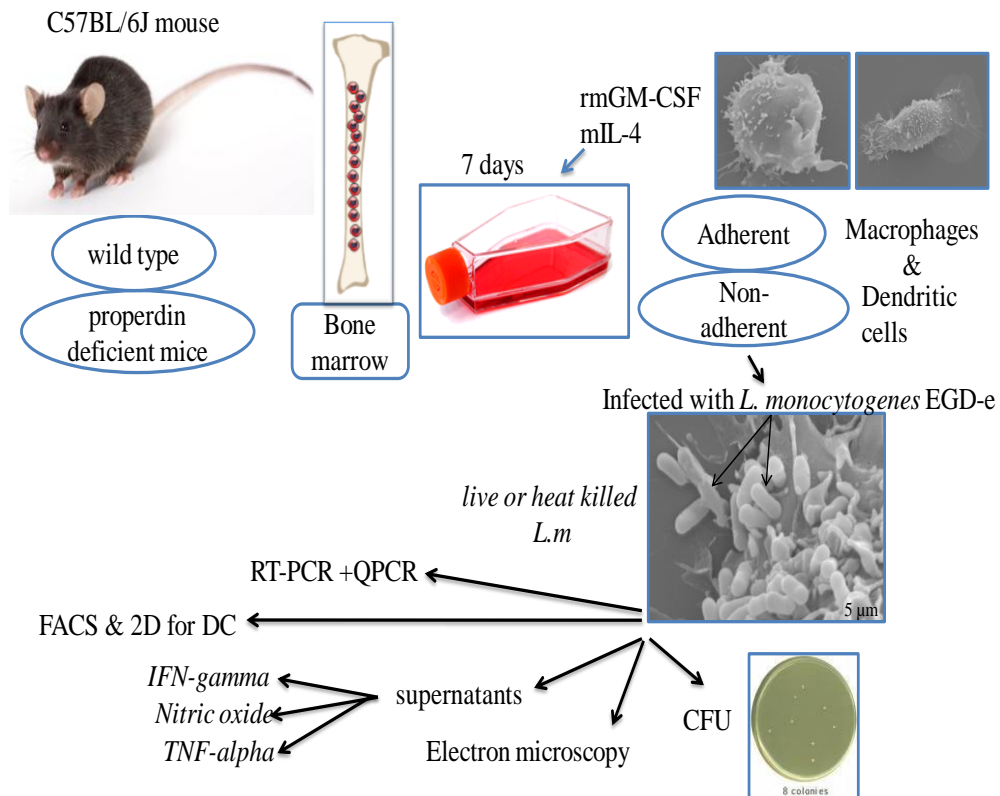 C57BL/6J mouse
wild type
properdin
deficient mice
Bone
marrow
7 days
rmGM-CSF
mIL-4
Adherent
Non-
adherent
Macrophages
&
Dendritic
cells
Infected with L. monocytogenes EGD-e
live or heat killed
L.m
5 μm
RT-PCR +QPCR
FACS & 2D for DC
IFN-gamma
Nitric oxide
TNF-alpha
supernatants
Electron microscopy
CFU
8 colonies